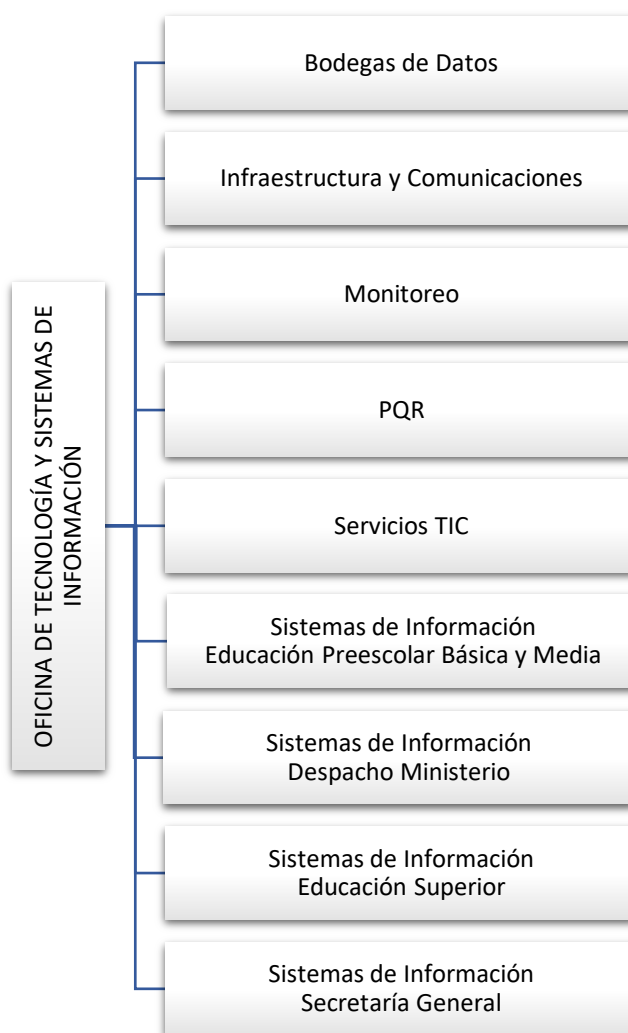 OFICINA DE TECNOLOGÍA Y SISTEMAS DE
INFORMACIÓN
Bodegas de Datos
Infraestructura y Comunicaciones
Monitoreo
PQR
Servicios TIC
Sistemas de Información
Educación Preescolar Básica y Media
Sistemas de Información
Despacho Ministerio
Sistemas de Información
Educación Superior
Sistemas de Información
Secretaría General